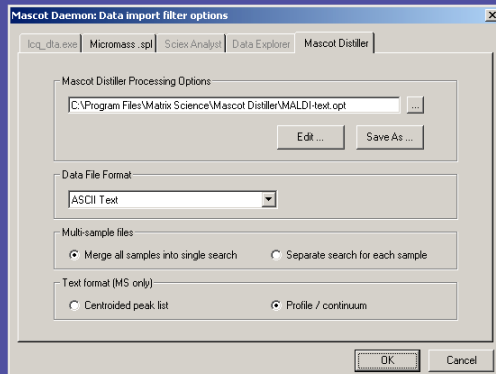 Mascot Daemon: Data import filter options
lcq_dta.exe Micromass .spl Sciex Analyst Data Explorer Mascot Distiller
Mascot Distiller Processing Options
C:\Program Files\Matrix Science\Mascot Distiller\MALDI-text.opt ...
Edit ... Save As ...
Data File Format
ASCII Text
Multi-sample files
Merge all samples into single search Separate search for each sample
Text format (MS only)
Centroided peak list Profile / continuum
OK Cancel